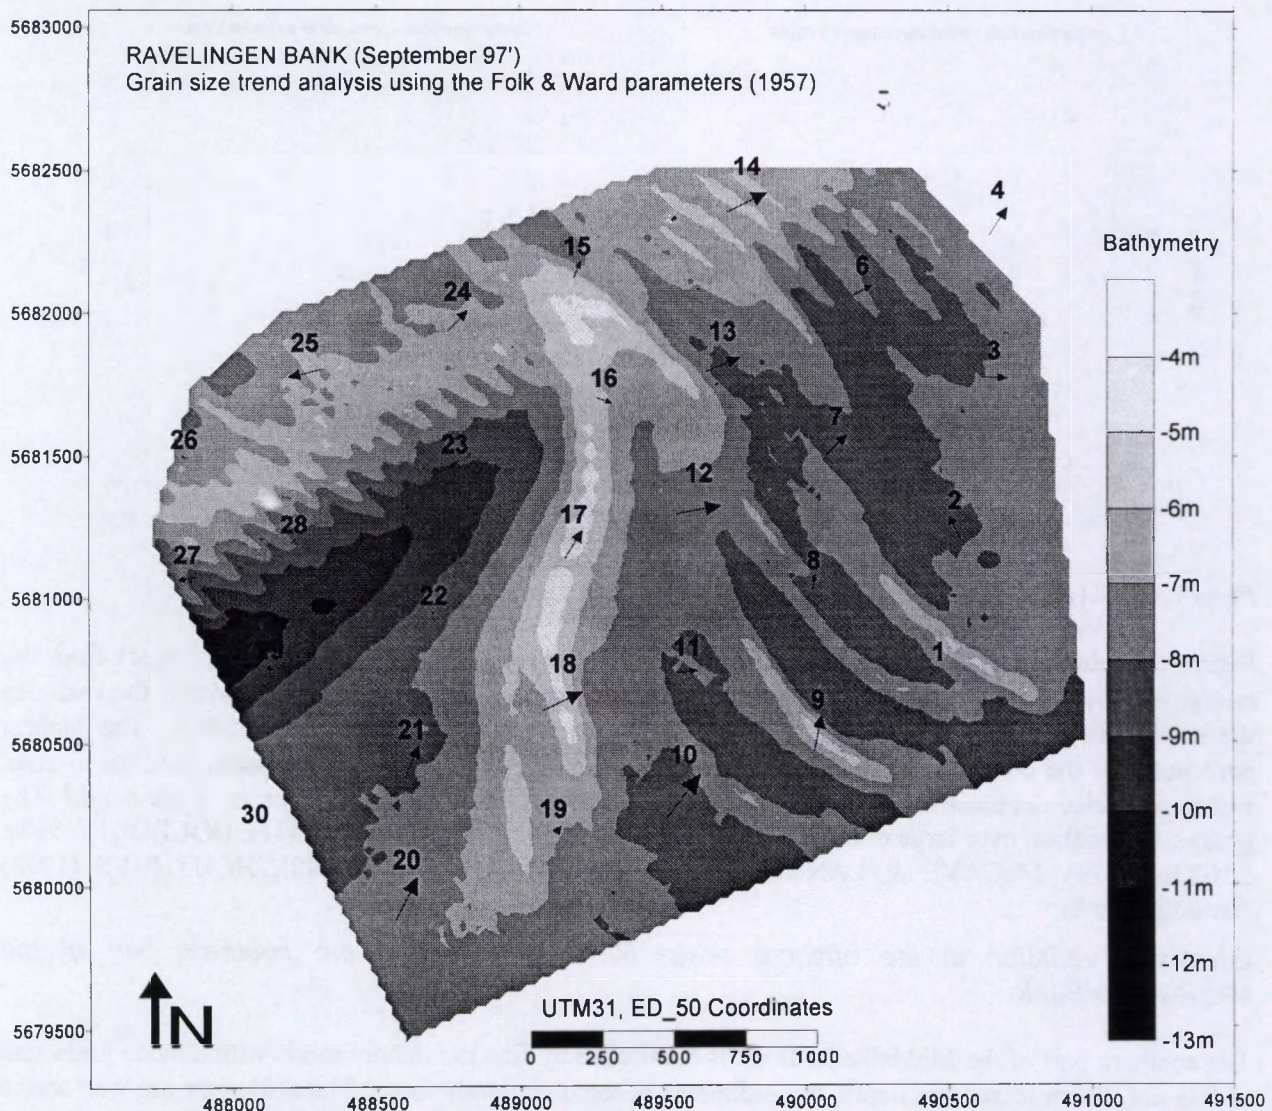 5683000
RAVELINGEN BANK (September 97')
Grain size trend analysis using the Folk & Ward parameters (1957)
5682500
14
4
15
Bathymetry
6
24
5682000
13
25
3
-4m
16
7
26
23
-5m
5681500
12
17
2
-6m
28
27
8
-7m
5681000
22
11
1
-8m
18
9
21
-9m
5680500
10
30
19
-10m
20
5680000
-11m
-12m
N
UTM31, ED_50 Coordinates
5679500
-13m
0 250 500 750 1000
488000 488500 489000 489500 490000 490500 491000 491500